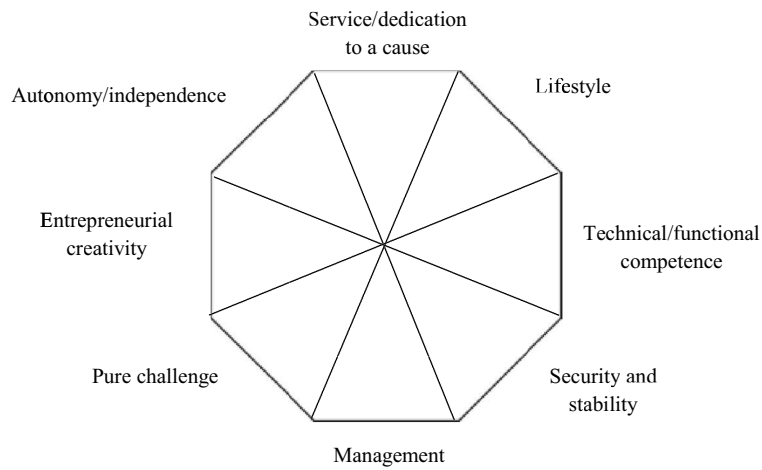 Service/dedication
to a cause
Autonomy/independence
Lifestyle
Entrepreneurial
creativity
Technical/functional
competence
Pure challenge
Security and
stability
Management